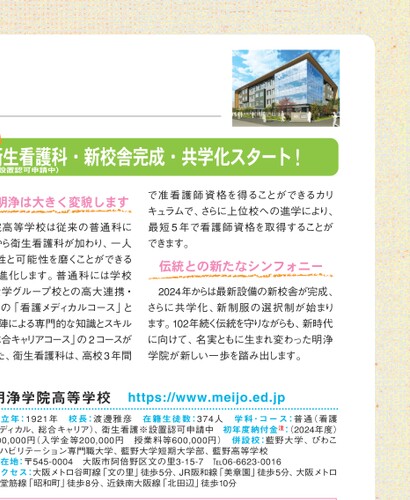 衛生看護科・新校舎完成・共学化スタート!
設置認可申請中)
明浄は大きく変貌します
院高等学校は従来の普通科に
から衛生看護科が加わり、一人
性と可能性を磨くことができる
進化します。普通科には学校
学グループ校との高大連携・
の「看護メディカルコース」と
陣による専門的な知識とスキル
合キャリアコース」の2コースが
た、衛生看護科は、高校3年間
で准看護師資格を得ることができるカリ
キュラムで、さらに上位校への進学により、
最短5年で看護師資格を取得することが
できます。
伝統との新たなシンフォニー
2024年からは最新設備の新校舎が完成、
さらに共学化、新制服の選択制が始まり
ます。102年続く伝統を守りながらも、新時代
に向けて、名実ともに生まれ変わった明浄
学院が新しい一歩を踏み出します。
明浄学院高等学校 https://www.meijo.ed.jp
立年:1921年 校長:渡邊雅彦 在籍生徒数:374人 学科・コース:普通(看護
ディカル、総合キャリア)、衛生看護※設置認可申請中 初年度納付金注:(2024年度)
00,000円(入学金等200,000円 授業料等600,000円) 併設校:藍野大学、びわこ
ハビリテーション専門職大学、藍野大学短期大学部、藍野高等学校
在地:〒545-0004 大阪市阿倍野区文の里3-15-7 ℡06-6623-0016
クセス:大阪メトロ谷町線「文の里」徒歩5分、JR阪和線「美章園」徒歩5分、大阪メトロ
堂筋線「昭和町」徒歩8分、近鉄南大阪線「北田辺」徒歩10分